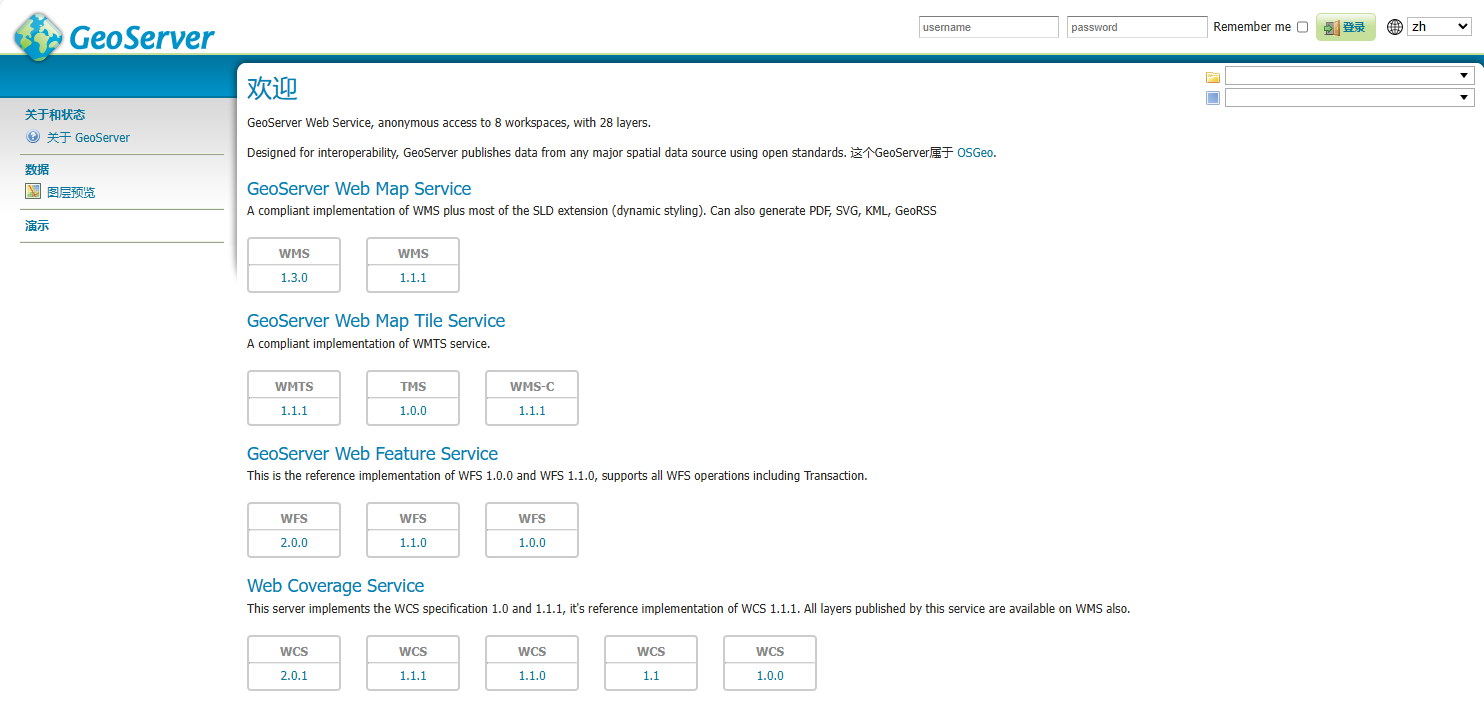 GeoServer
username password Remember me 登录 zh
欢迎
关于和状态
关于 GeoServer
数据
图层预览
演示
GeoServer Web Service, anonymous access to 8 workspaces, with 28 layers.
Designed for interoperability, GeoServer publishes data from any major spatial data source using open standards. 这个GeoServer属于 OSGeo.
GeoServer Web Map Service
A compliant implementation of WMS plus most of the SLD extension (dynamic styling). Can also generate PDF, SVG, KML, GeoRSS
WMS WMS
1.3.0 1.1.1
GeoServer Web Map Tile Service
A compliant implementation of WMTS service.
WMTS TMS WMS-C
1.1.1 1.0.0 1.1.1
GeoServer Web Feature Service
This is the reference implementation of WFS 1.0.0 and WFS 1.1.0, supports all WFS operations including Transaction.
WFS WFS WFS
2.0.0 1.1.0 1.0.0
Web Coverage Service
This server implements the WCS specification 1.0 and 1.1.1, it's reference implementation of WCS 1.1.1. All layers published by this service are available on WMS also.
WCS WCS WCS WCS WCS
2.0.1 1.1.1 1.1.0 1.1 1.0.0